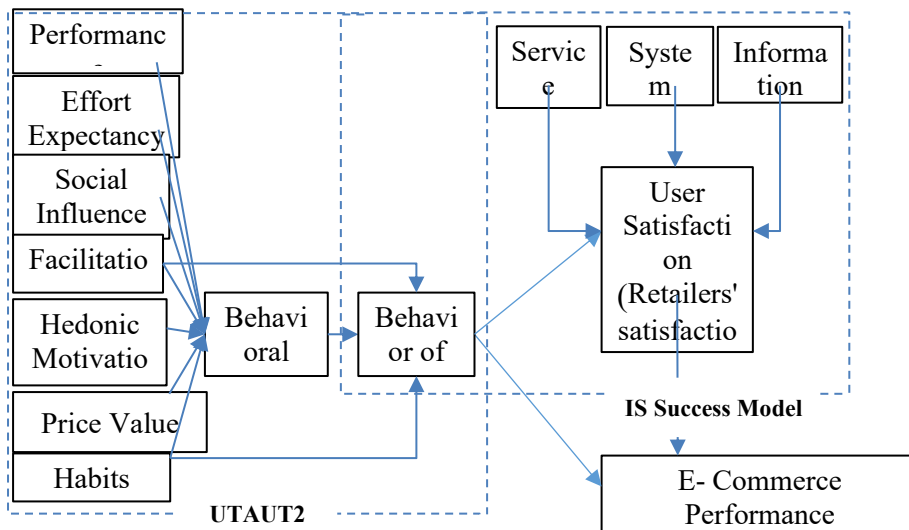 Performanc
Effort
Expectancy
Social
Influence
Facilitatio
Hedonic
Motivatio
Price Value
Habits
UTAUT2
Behavi
oral
Behavi
or of
Servic
e
Syste
m
Informa
tion
User
Satisfacti
on
(Retailers'
satisfactio
IS Success Model
E- Commerce
Performance